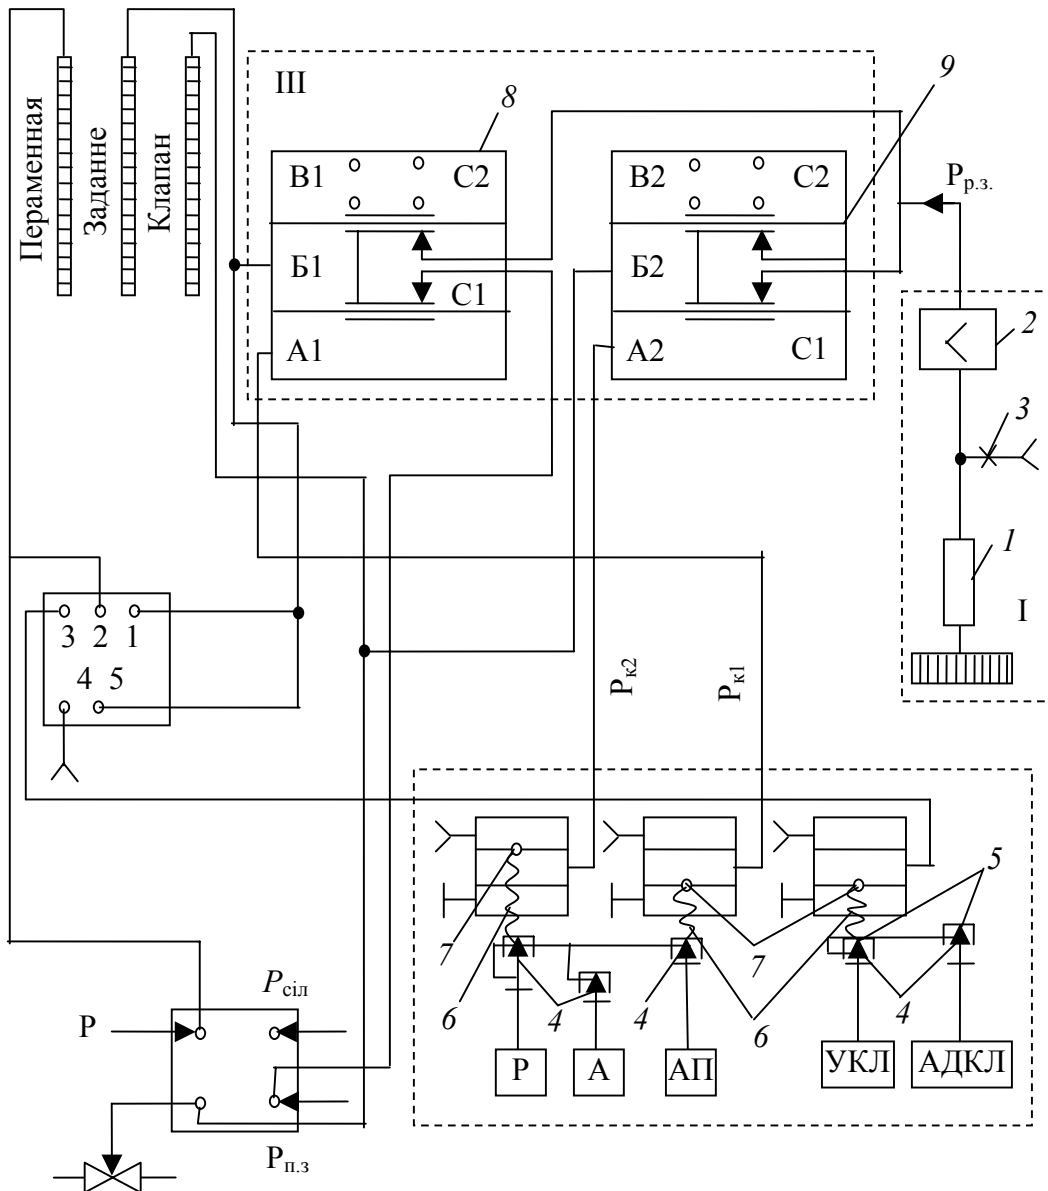 Пераменная
Заданне
Клапан
III
8
9
В1
С2
В2
С2
Рр.з.
Б1
С1
Б2
А1
А2
С1
2
3
1
I
3
2
1
4
5
Рк2
Рк1
5
7
6
4
4
7
6
4
Рсіл
Р
Р
А
АП
УКЛ
АДКЛ
Рп.з